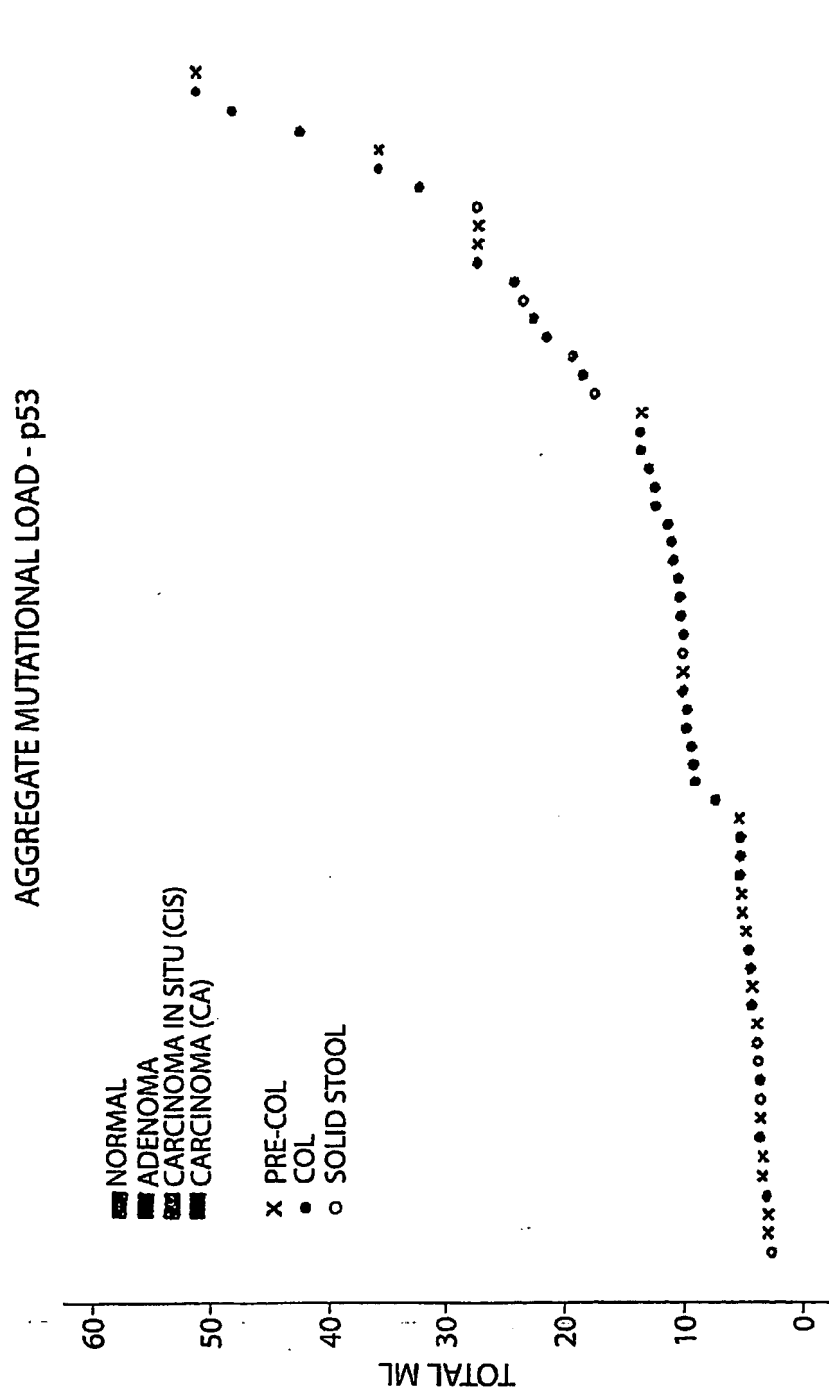 AGGREGATE MUTATIONAL LOAD - p53
NORMAL
ADENOMA
CARCINOMA IN SITU (CIS)
CARCINOMA (CA)
x PRE-COL
● COL
○ SOLID STOOL
TOTAL ML
60
50
40
30
20
10
0